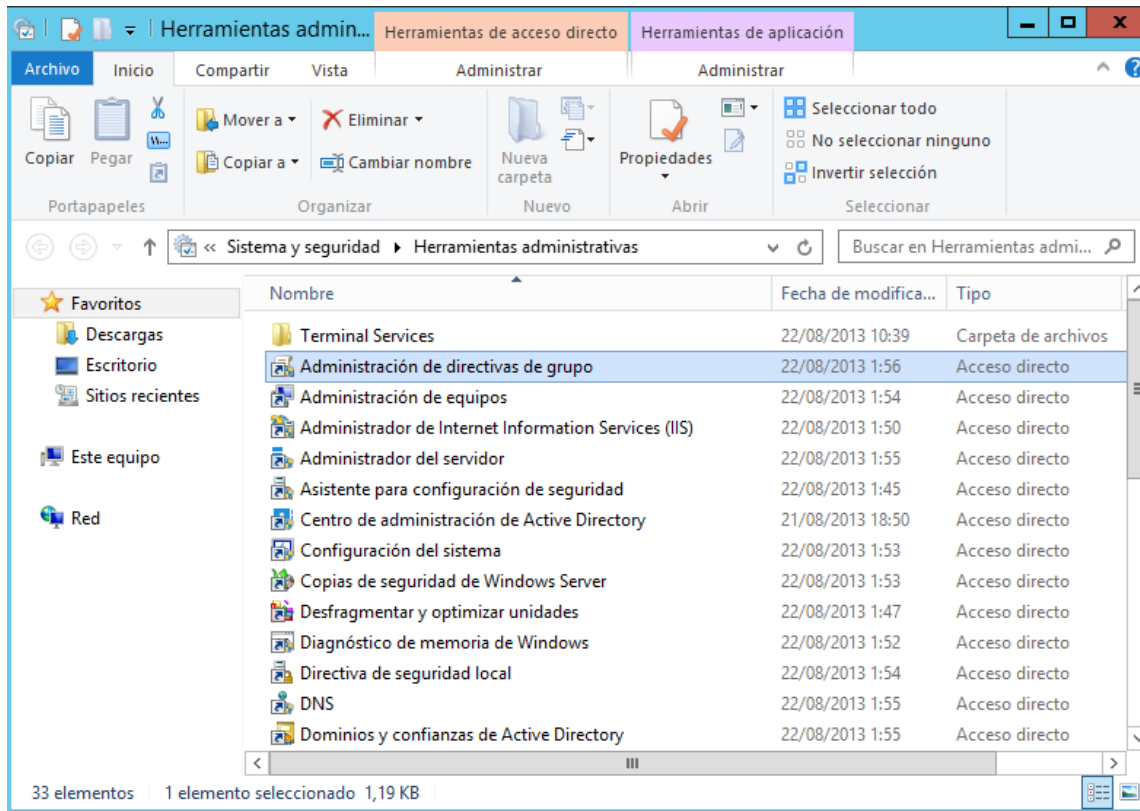 Herramientas admin...
Herramientas de acceso directo
Herramientas de aplicación
Archivo
Inicio
Compartir
Vista
Administrar
Administrar
Copiar
Pegar
Mover a
Copiar a
Eliminar
Cambiar nombre
Nueva
carpeta
Propiedades
Seleccionar todo
No seleccionar ninguno
Invertir selección
Portapapeles
Organizar
Nuevo
Abrir
Seleccionar
« Sistema y seguridad Herramientas administrativas
Buscar en Herramientas admi...
Favoritos
Descargas
Escritorio
Sitios recientes
Este equipo
Red
Nombre Fecha de modifica... Tipo
Terminal Services 22/08/2013 10:39 Carpeta de archivos
Administración de directivas de grupo 22/08/2013 1:56 Acceso directo
Administración de equipos 22/08/2013 1:54 Acceso directo
Administrador de Internet Information Services (IIS) 22/08/2013 1:50 Acceso directo
Administrador del servidor 22/08/2013 1:55 Acceso directo
Asistente para configuración de seguridad 22/08/2013 1:45 Acceso directo
Centro de administración de Active Directory 21/08/2013 18:50 Acceso directo
Configuración del sistema 22/08/2013 1:53 Acceso directo
Copias de seguridad de Windows Server 22/08/2013 1:53 Acceso directo
Desfragmentar y optimizar unidades 22/08/2013 1:47 Acceso directo
Diagnóstico de memoria de Windows 22/08/2013 1:52 Acceso directo
Directiva de seguridad local 22/08/2013 1:54 Acceso directo
DNS 22/08/2013 1:55 Acceso directo
Dominios y confianzas de Active Directory 22/08/2013 1:55 Acceso directo
33 elementos 1 elemento seleccionado 1,19 KB